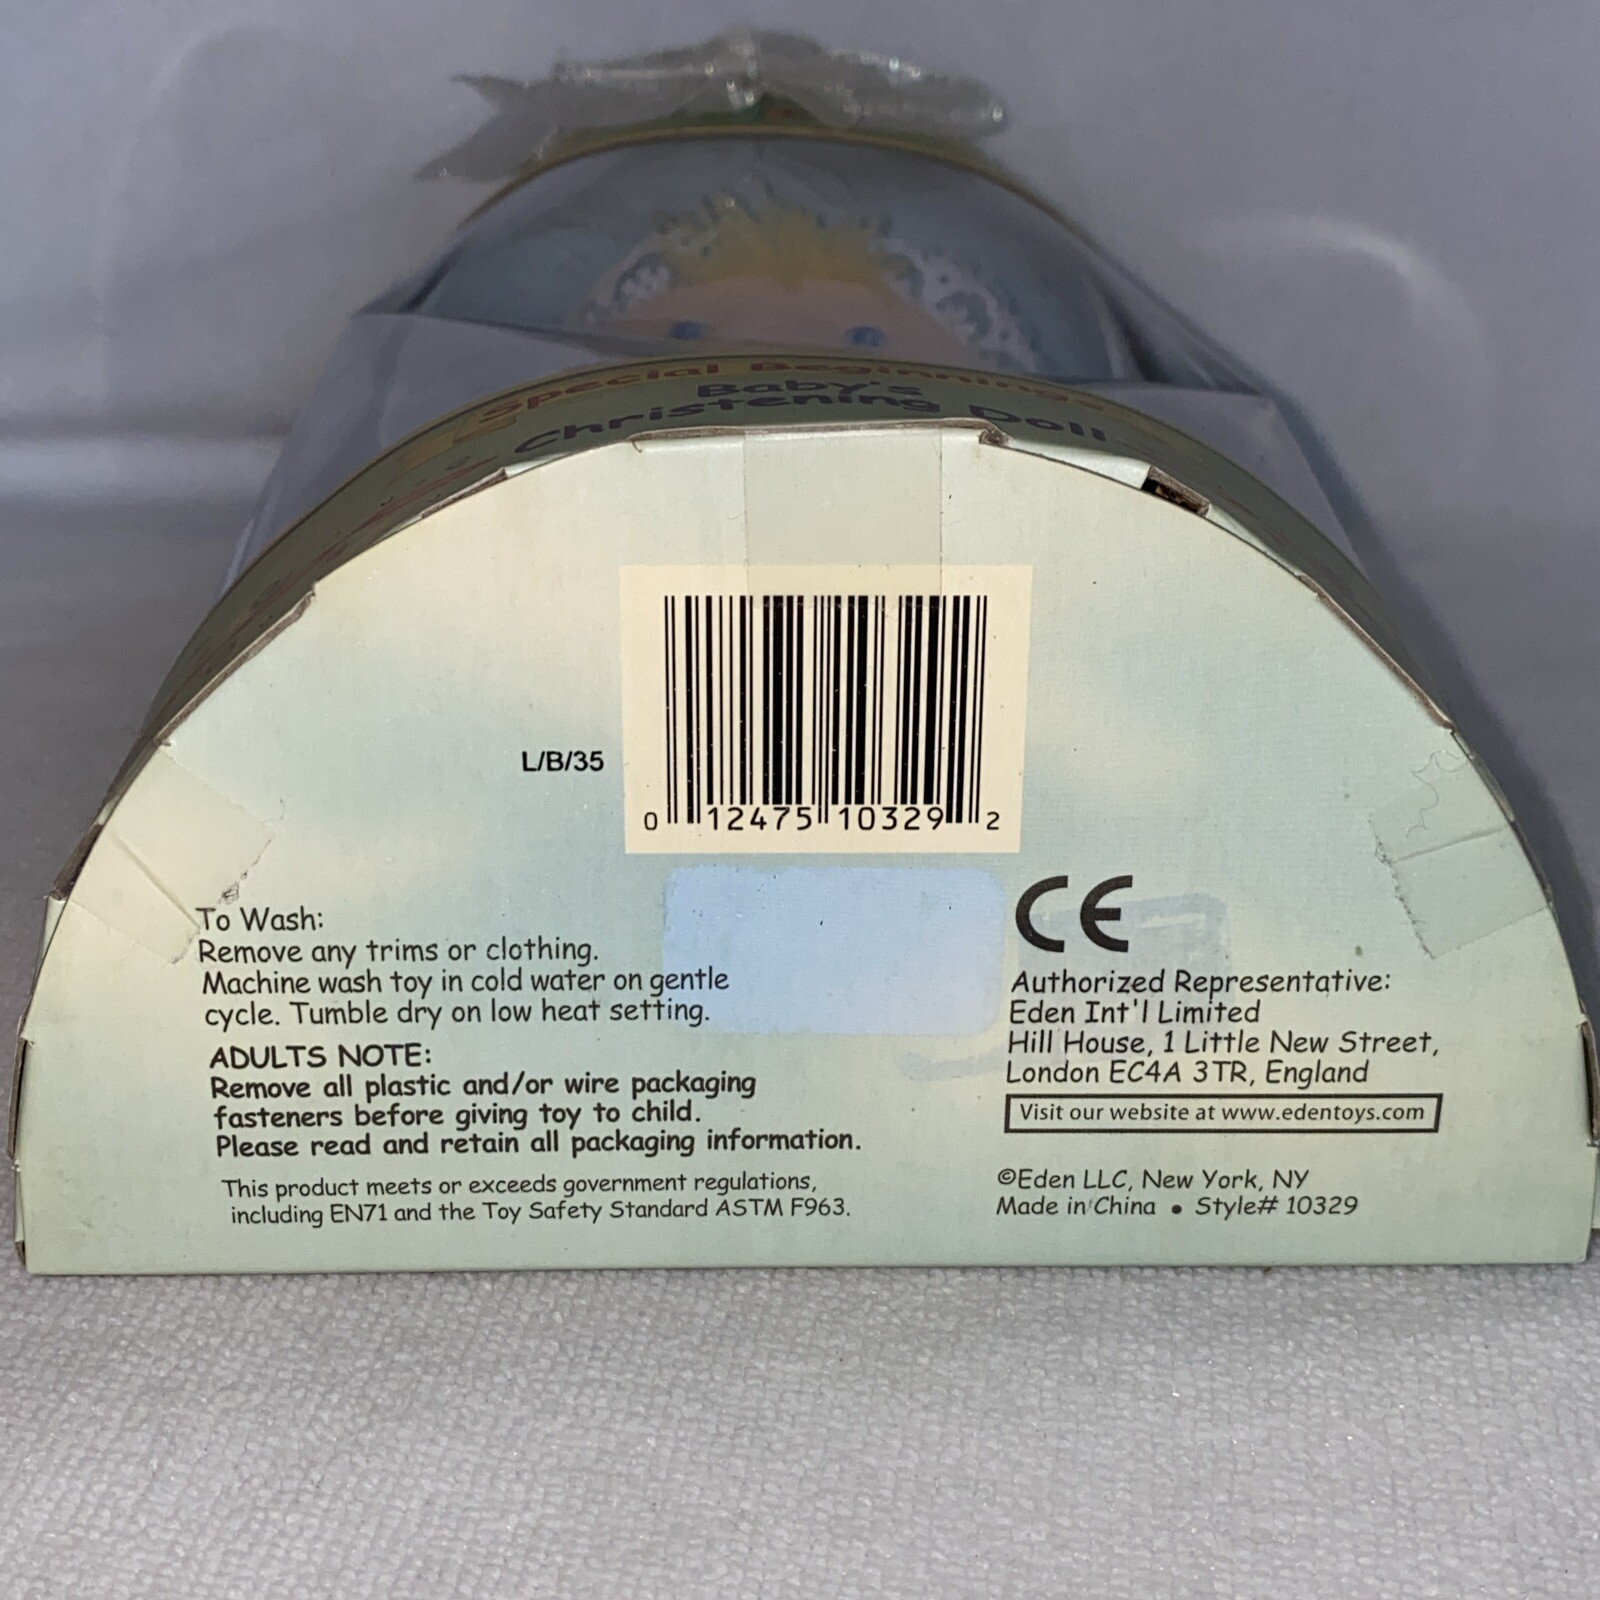 Special Beginnings
Baby's
Christening Doll
L/B/35
0 12475 10329 2
To Wash:
Remove any trims or clothing.
Machine wash toy in cold water on gentle
cycle. Tumble dry on low heat setting.
ADULTS NOTE:
Remove all plastic and/or wire packaging
fasteners before giving toy to child.
Please read and retain all packaging information.
This product meets or exceeds government regulations,
including EN71 and the Toy Safety Standard ASTM F963.
CE
Authorized Representative:
Eden Int'l Limited
Hill House, 1 Little New Street,
London EC4A 3TR, England
Visit our website at www.edentoys.com
©Eden LLC, New York, NY
Made in China • Style# 10329